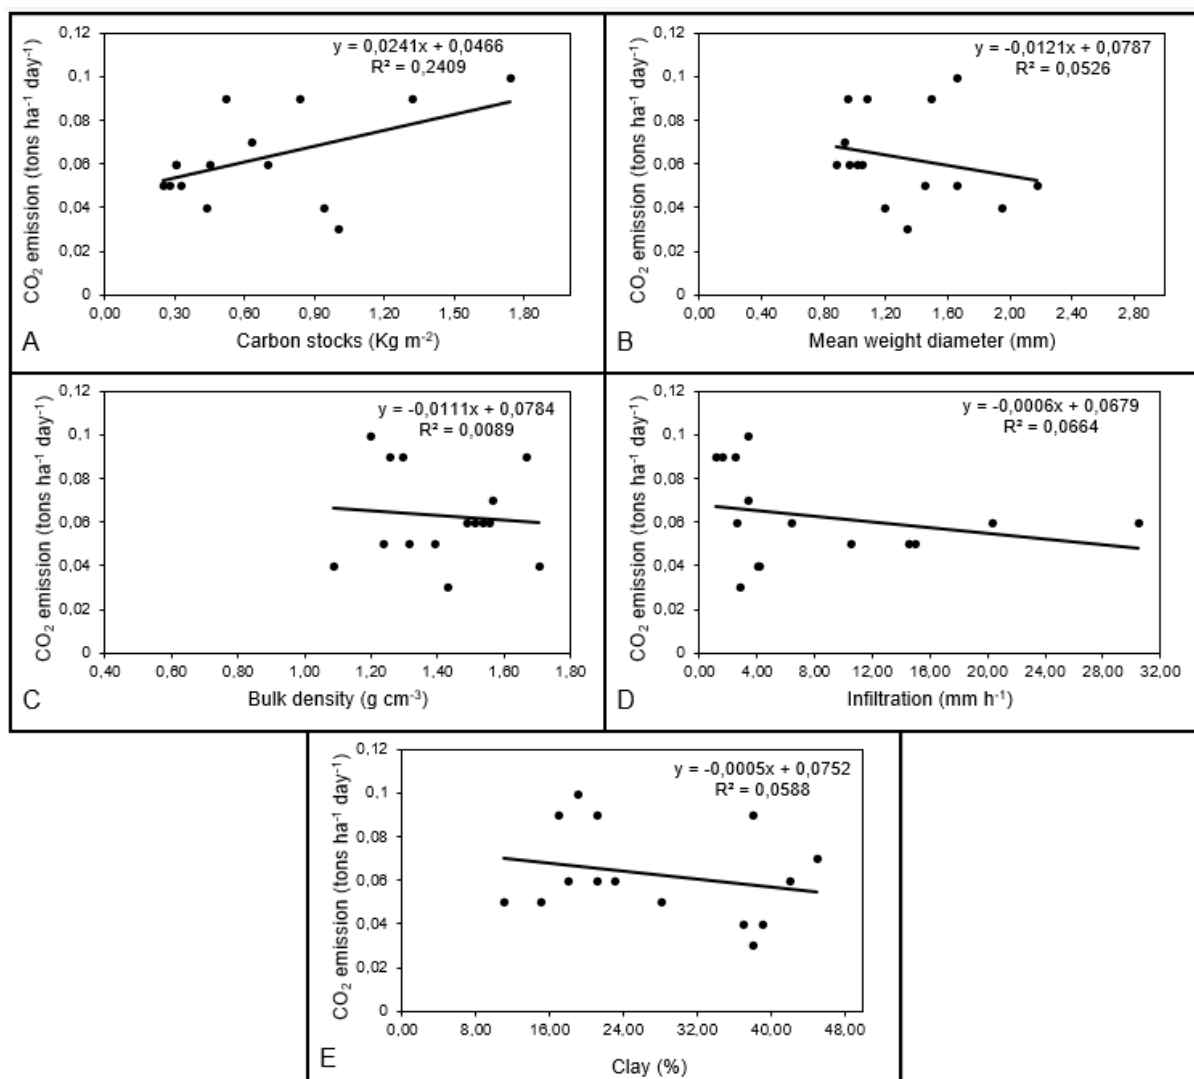 0,12
0,1
0,08
0,06
0,04
0,02
0
CO₂ emission (tons ha⁻¹ day⁻¹)
y = 0,0241x + 0,0466
R² = 0,2409
0,00 0,30 0,60 0,90 1,20 1,50 1,80
Carbon stocks (Kg m⁻²)
A
0,12
0,1
0,08
0,06
0,04
0,02
0
CO₂ emission (tons ha⁻¹ day⁻¹)
y = -0,0121x + 0,0787
R² = 0,0526
0,00 0,40 0,80 1,20 1,60 2,00 2,40 2,80
Mean weight diameter (mm)
B
0,12
0,1
0,08
0,06
0,04
0,02
0
CO₂ emission (tons ha⁻¹ day⁻¹)
y = -0,0111x + 0,0784
R² = 0,0089
0,40 0,60 0,80 1,00 1,20 1,40 1,60 1,80
Bulk density (g cm⁻³)
C
0,12
0,1
0,08
0,06
0,04
0,02
0
CO₂ emission (tons ha⁻¹ day⁻¹)
y = -0,0006x + 0,0679
R² = 0,0664
0,00 4,00 8,00 12,00 16,00 20,00 24,00 28,00 32,00
Infiltration (mm h⁻¹)
D
0,12
0,1
0,08
0,06
0,04
0,02
0
CO₂ emission (tons ha⁻¹ day⁻¹)
y = -0,0005x + 0,0752
R² = 0,0588
0,00 8,00 16,00 24,00 32,00 40,00 48,00
Clay (%)
E